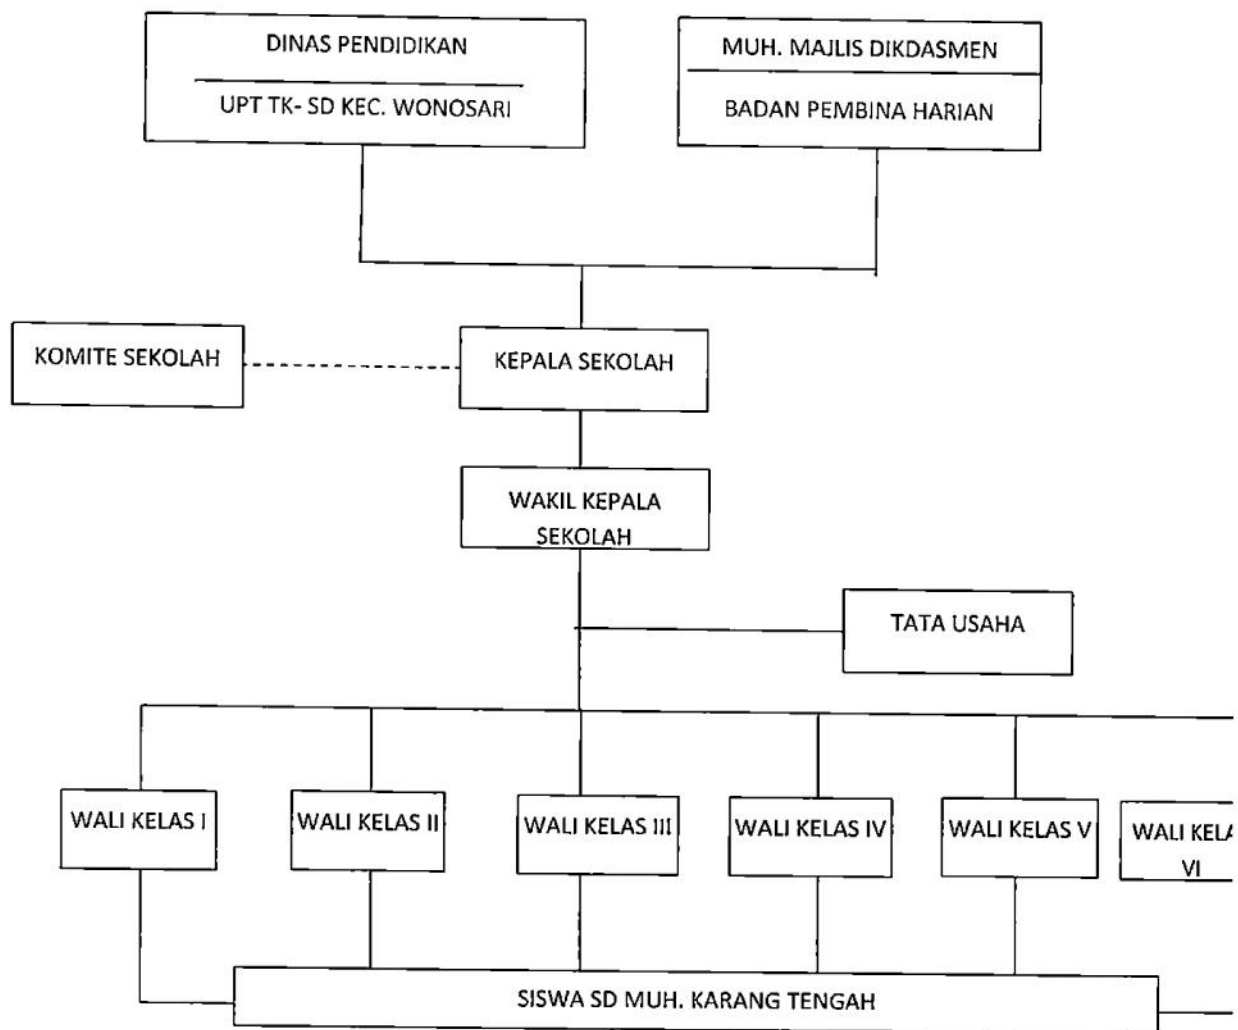 DINAS PENDIDIKAN
UPT TK- SD KEC. WONOSARI
MUH. MAJLIS DIKDASMEN
BADAN PEMBINA HARIAN
KOMITE SEKOLAH
KEPALA SEKOLAH
WAKIL KEPALA
SEKOLAH
TATA USAHA
WALI KELAS I
WALI KELAS II
WALI KELAS III
WALI KELAS IV
WALI KELAS V
WALI KELA
VI
SISWA SD MUH. KARANG TENGAH